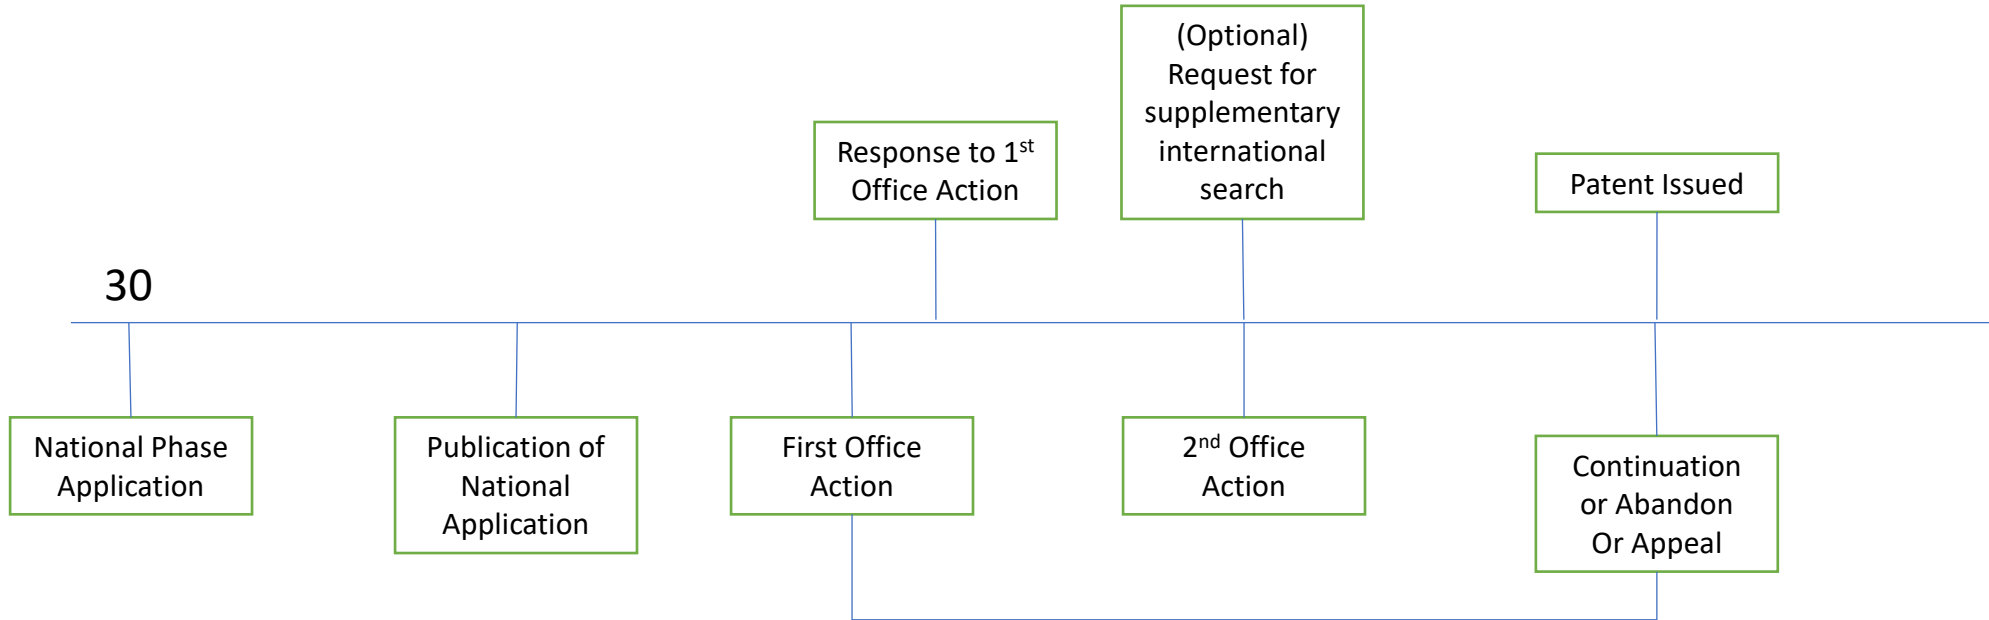 (Optional)
Request for
supplementary
international
search
Response to 1st
Office Action
Patent Issued
30
National Phase
Application
Publication of
National
Application
First Office
Action
2nd Office
Action
Continuation
or Abandon
Or Appeal